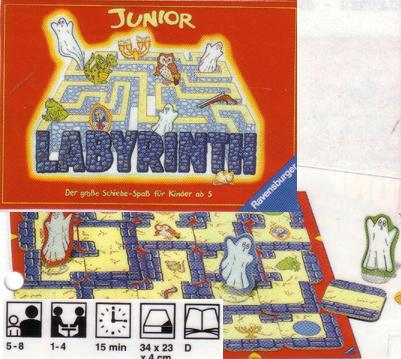 JUNIOR
LABYRINTH
Der große Schiebe-Spaß für Kinder ab 5
Ravensburger
5-8
1-4
15 min
34 x 23
x 4 cm
D